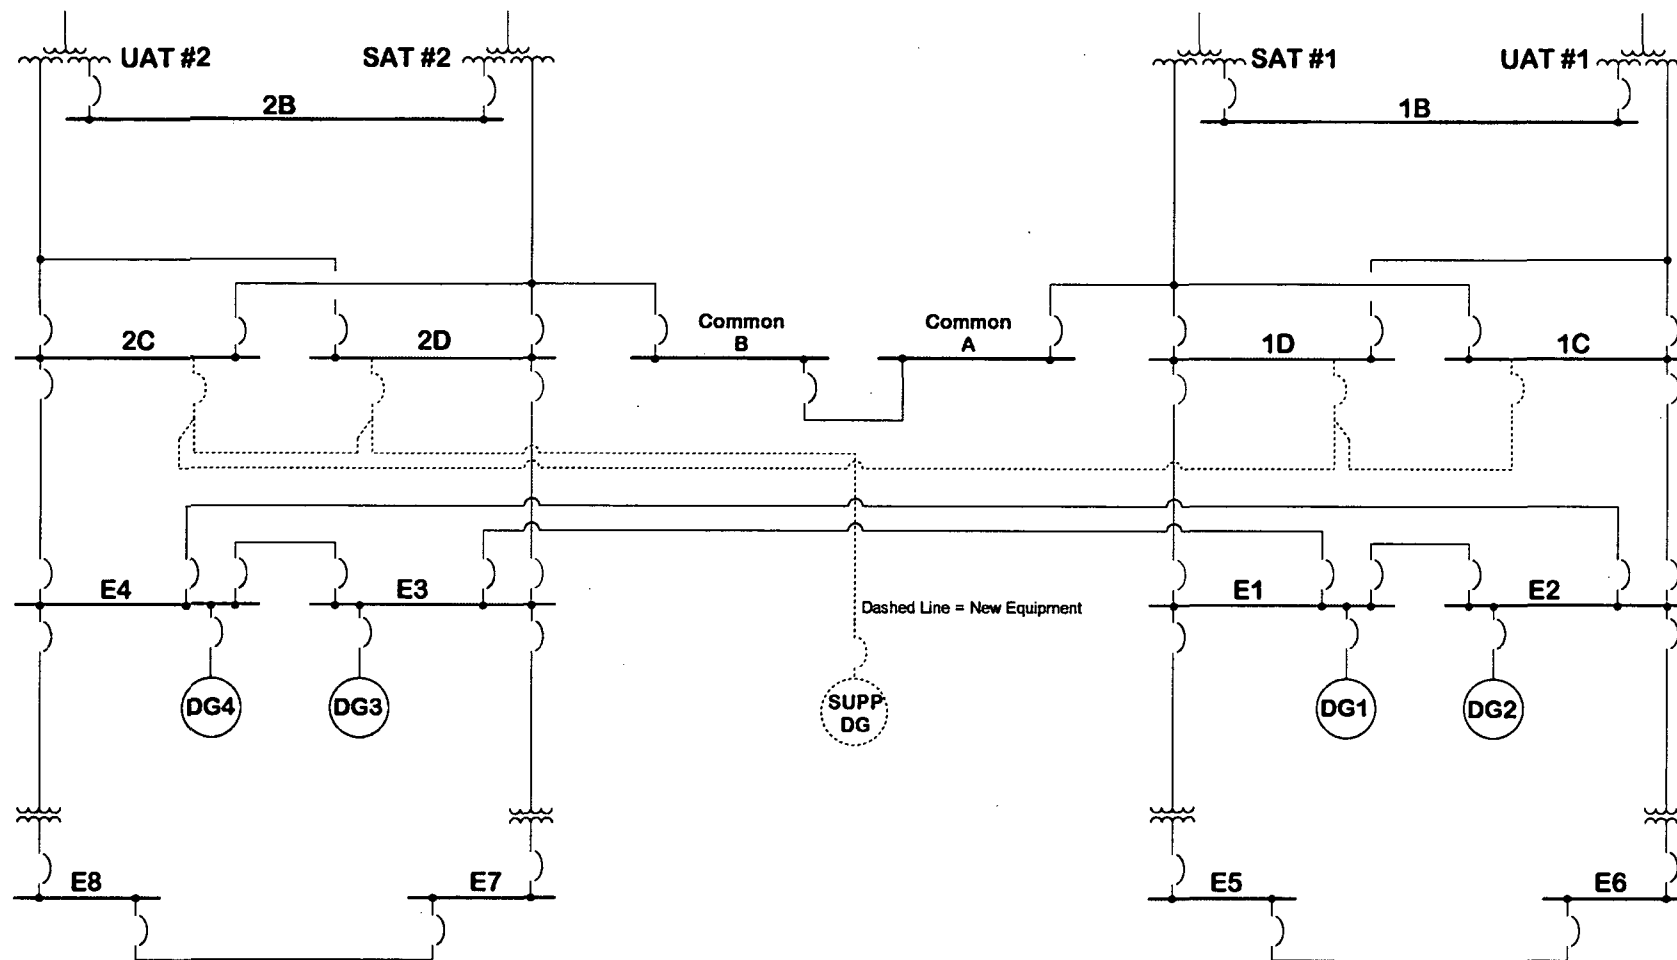 UAT #2
SAT #2
SAT #1
UAT #1
2B
1B
2C
2D
Common
B
Common
A
1D
1C
E4
E3
Dashed Line = New Equipment
E1
E2
DG4
DG3
SUPP
DG
DG1
DG2
E8
E7
E5
E6